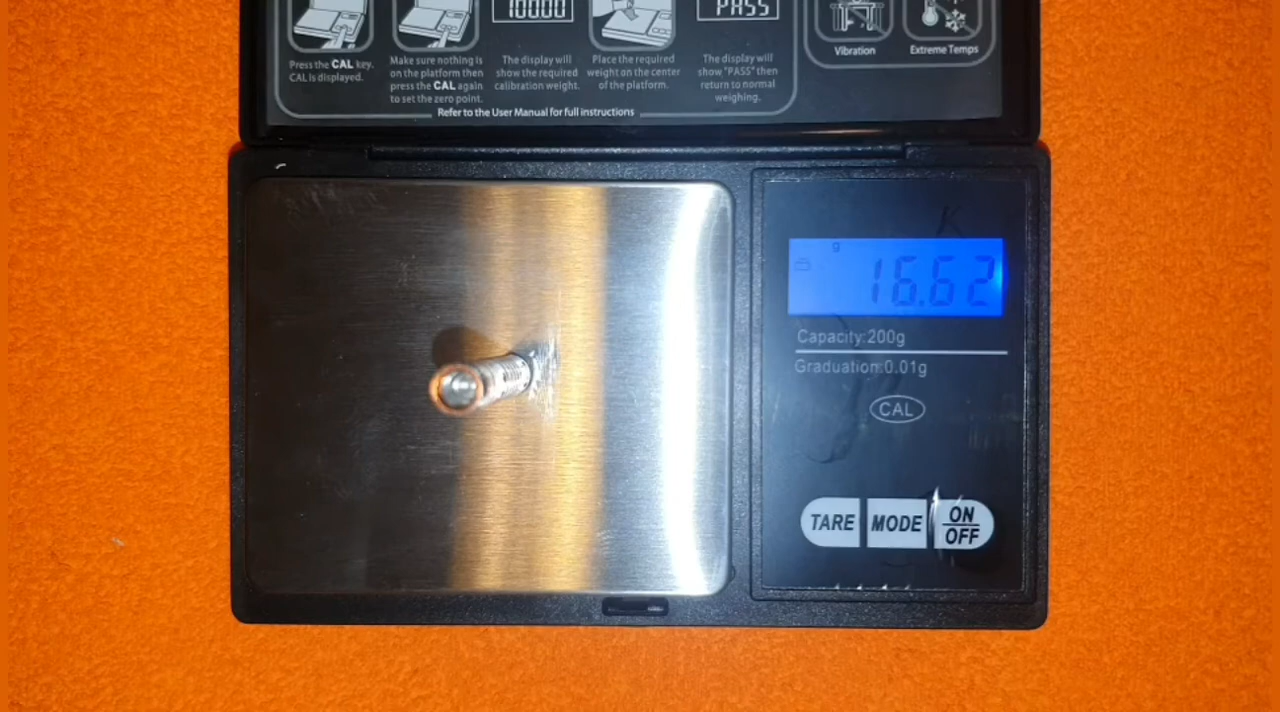 10000
PASS
Press the CAL key.
CAL is displayed.
Make sure nothing is
on the platform then
press the CAL again
to set the zero point.
The display will
show the required
calibration weight.
Place the required
weight on the center
of the platform.
The display will
show "PASS" then
return to normal
weighing.
Vibration
Extreme Temps
Refer to the User Manual for full instructions
K
g
16.62
Capacity:200g
Graduation:0.01g
CAL
TARE
MODE
ON
OFF